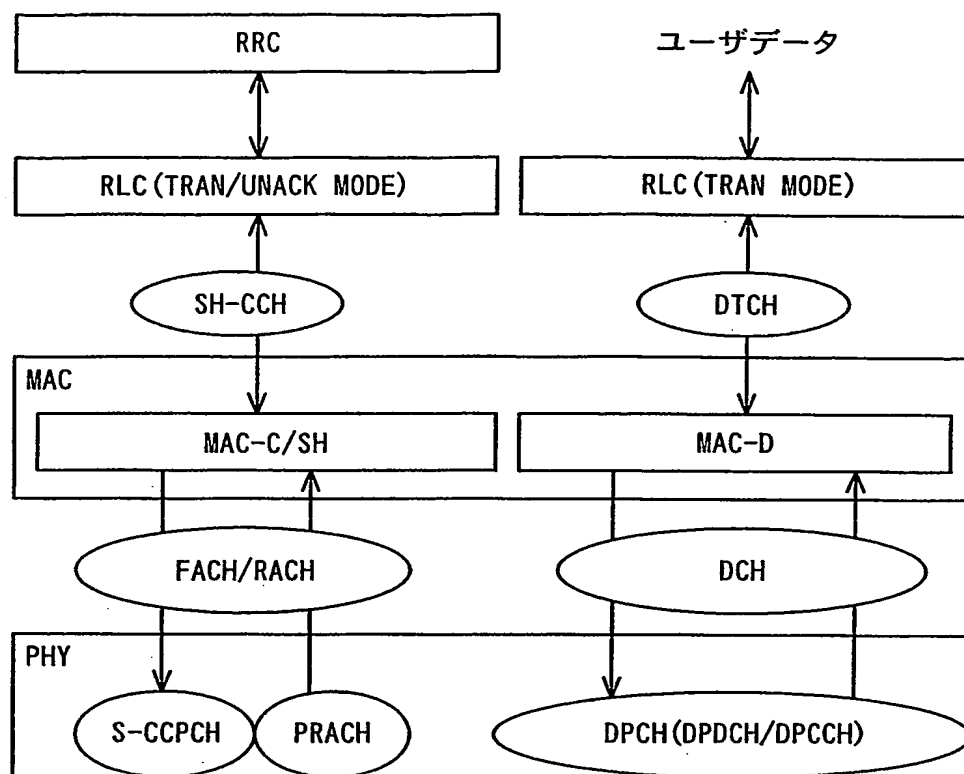 RRC
ユーザデータ
RLC(TRAN/UNACK MODE)
RLC(TRAN MODE)
SH-CCH
DTCH
MAC
MAC-C/SH
MAC-D
FACH/RACH
DCH
PHY
S-CCPCH
PRACH
DPCH(DPDCH/DPCCH)